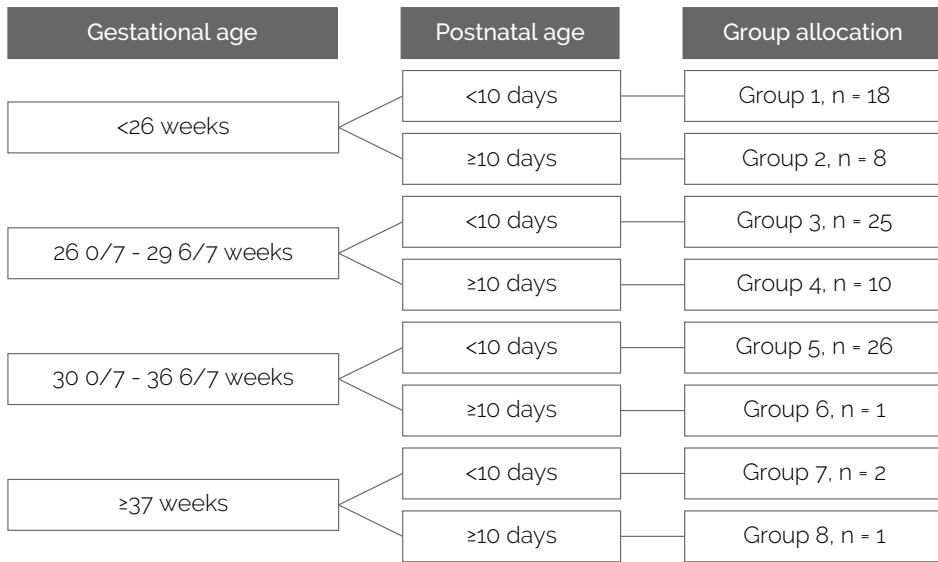 Gestational age
Postnatal age
Group allocation
<26 weeks
<10 days
Group 1, n = 18
≥10 days
Group 2, n = 8
26 0/7 - 29 6/7 weeks
<10 days
Group 3, n = 25
≥10 days
Group 4, n = 10
30 0/7 - 36 6/7 weeks
<10 days
Group 5, n = 26
≥10 days
Group 6, n = 1
≥37 weeks
<10 days
Group 7, n = 2
≥10 days
Group 8, n = 1